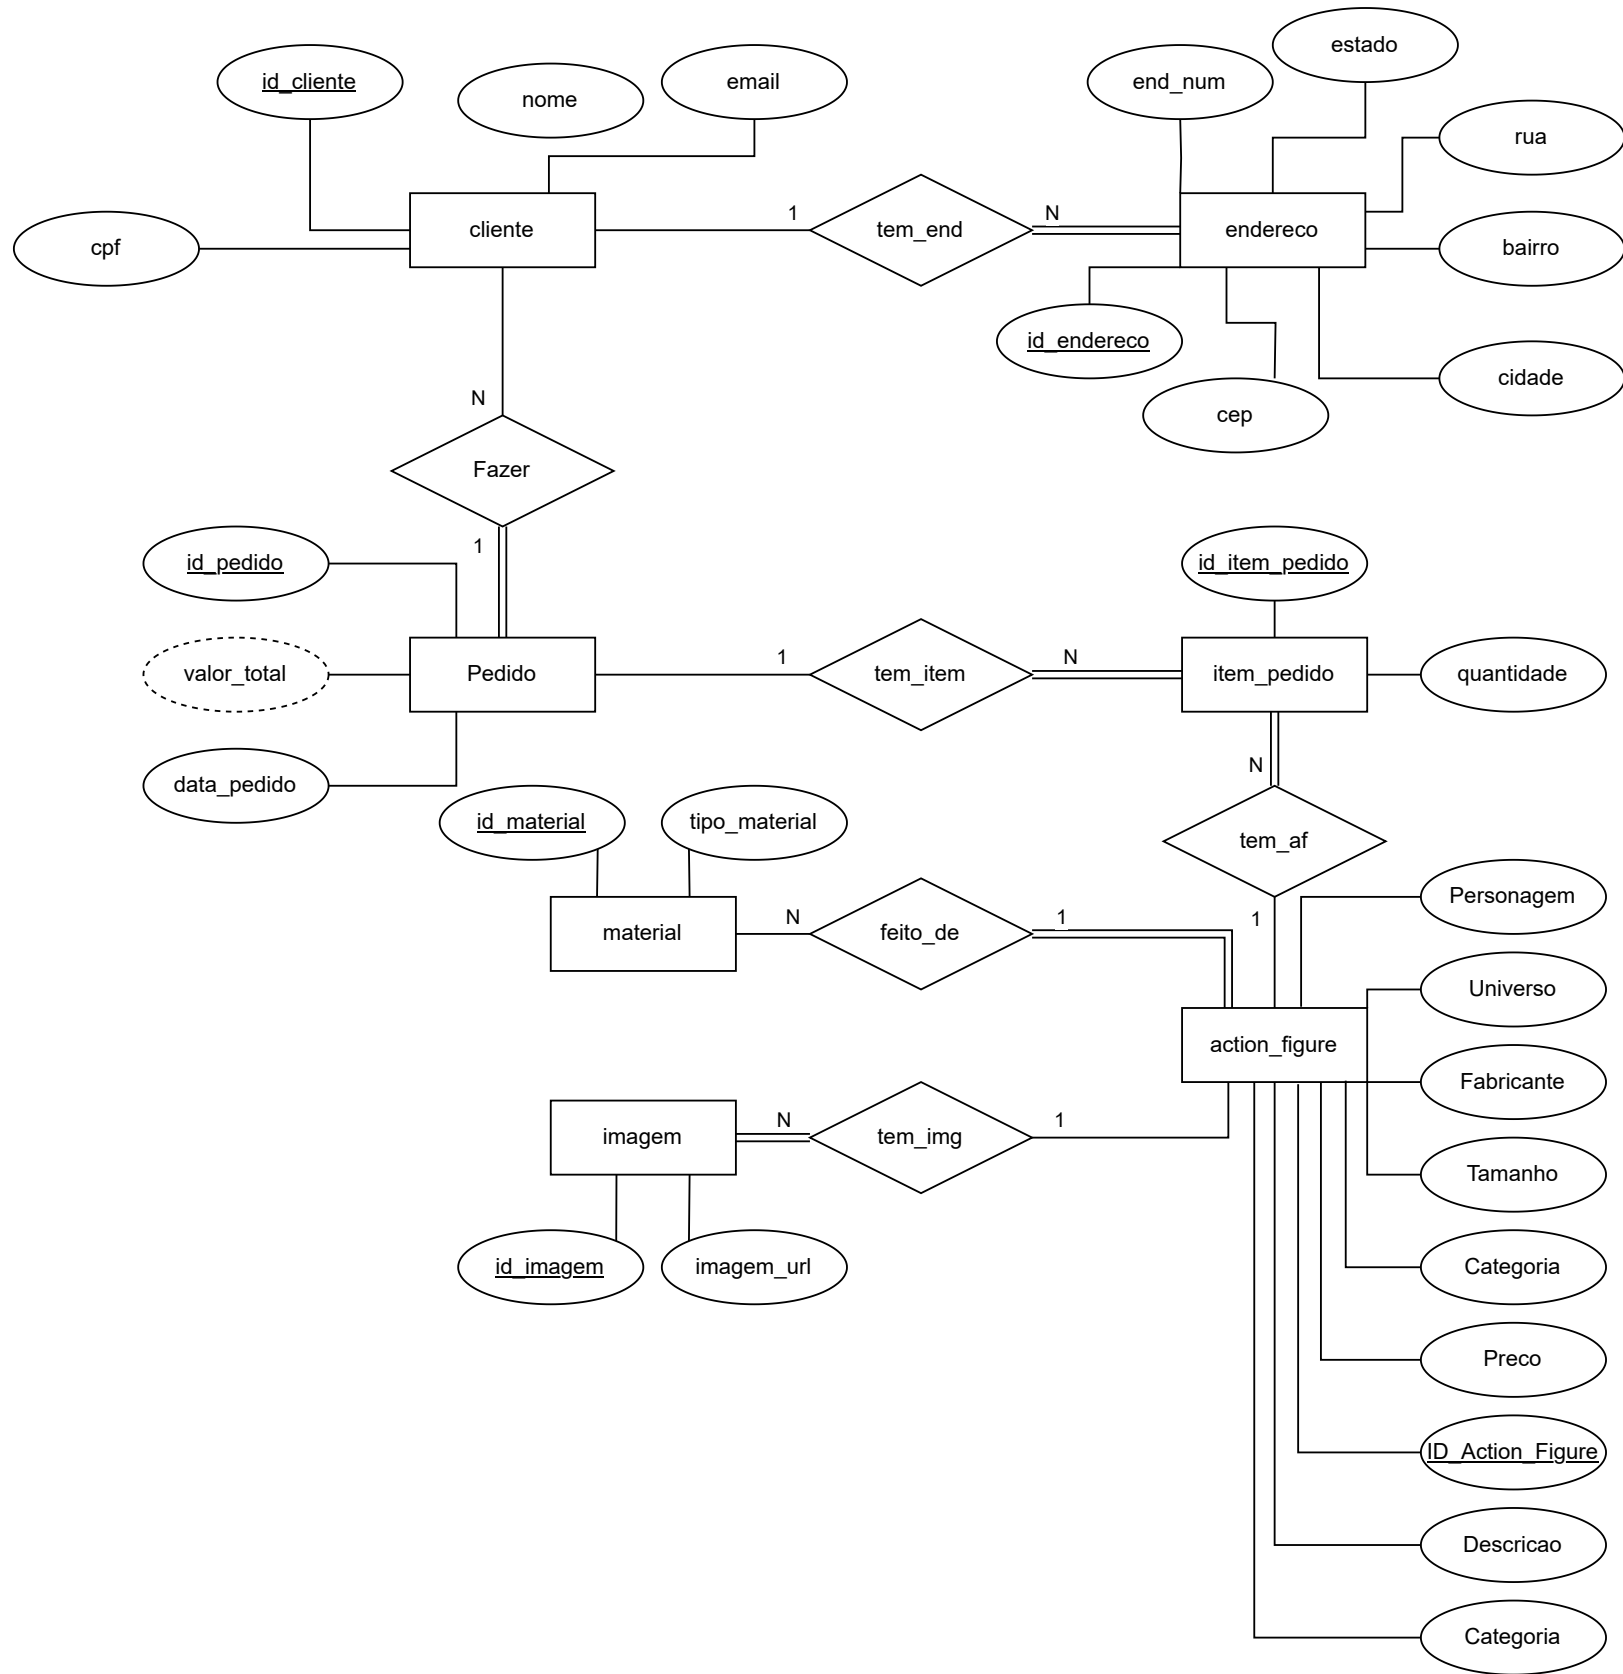 estado
id_cliente
nome
email
end_num
rua
cpf
cliente
1
tem_end
N
endereco
bairro
id_endereco
cep
cidade
N
Fazer
1
id_pedido
valor_total
Pedido
data_pedido
1
tem_item
N
id_item_pedido
item_pedido
quantidade
N
tem_af
1
id_material
tipo_material
material
N
feito_de
1
Personagem
Universo
action_figure
Fabricante
imagem
N
tem_img
1
Tamanho
id_imagem
imagem_url
Categoria
Preco
ID_Action_Figure
Descricao
Categoria